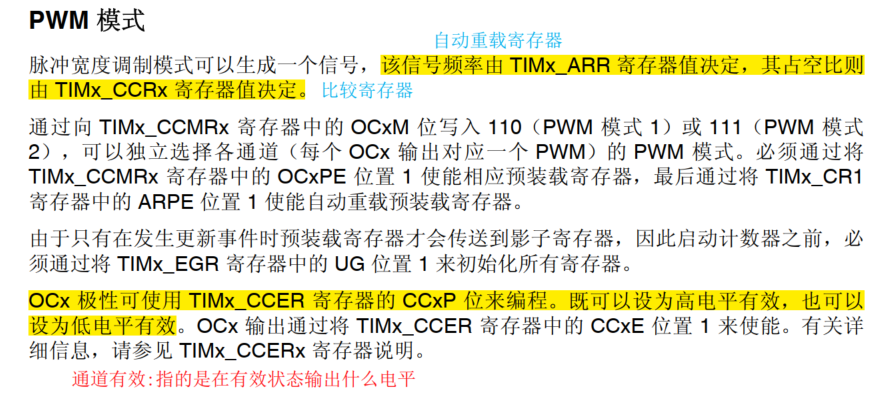 PWM 模式
自动重载寄存器
脉冲宽度调制模式可以生成一个信号，该信号频率由 TIMx_ARR 寄存器值决定，其占空比则
由 TIMx_CCRx 寄存器值决定。 比较寄存器
通过向 TIMx_CCMRx 寄存器中的 OCxM 位写入 110（PWM 模式 1）或 111（PWM 模式
2），可以独立选择各通道（每个 OCx 输出对应一个 PWM）的 PWM 模式。必须通过将
TIMx_CCMRx 寄存器中的 OCxPE 位置 1 使能相应预装载寄存器，最后通过将 TIMx_CR1
寄存器中的 ARPE 位置 1 使能自动重载预装载寄存器。
由于只有在发生更新事件时预装载寄存器才会传送到影子寄存器，因此启动计数器之前，必
须通过将 TIMx_EGR 寄存器中的 UG 位置 1 来初始化所有寄存器。
OCx 极性可使用 TIMx_CCER 寄存器的 CCxP 位来编程。既可以设为高电平有效，也可以
设为低电平有效。OCx 输出通过将 TIMx_CCER 寄存器中的 CCxE 位置 1 来使能。有关详
细信息，请参见 TIMx_CCERx 寄存器说明。
通道有效:指的是在有效状态输出什么电平